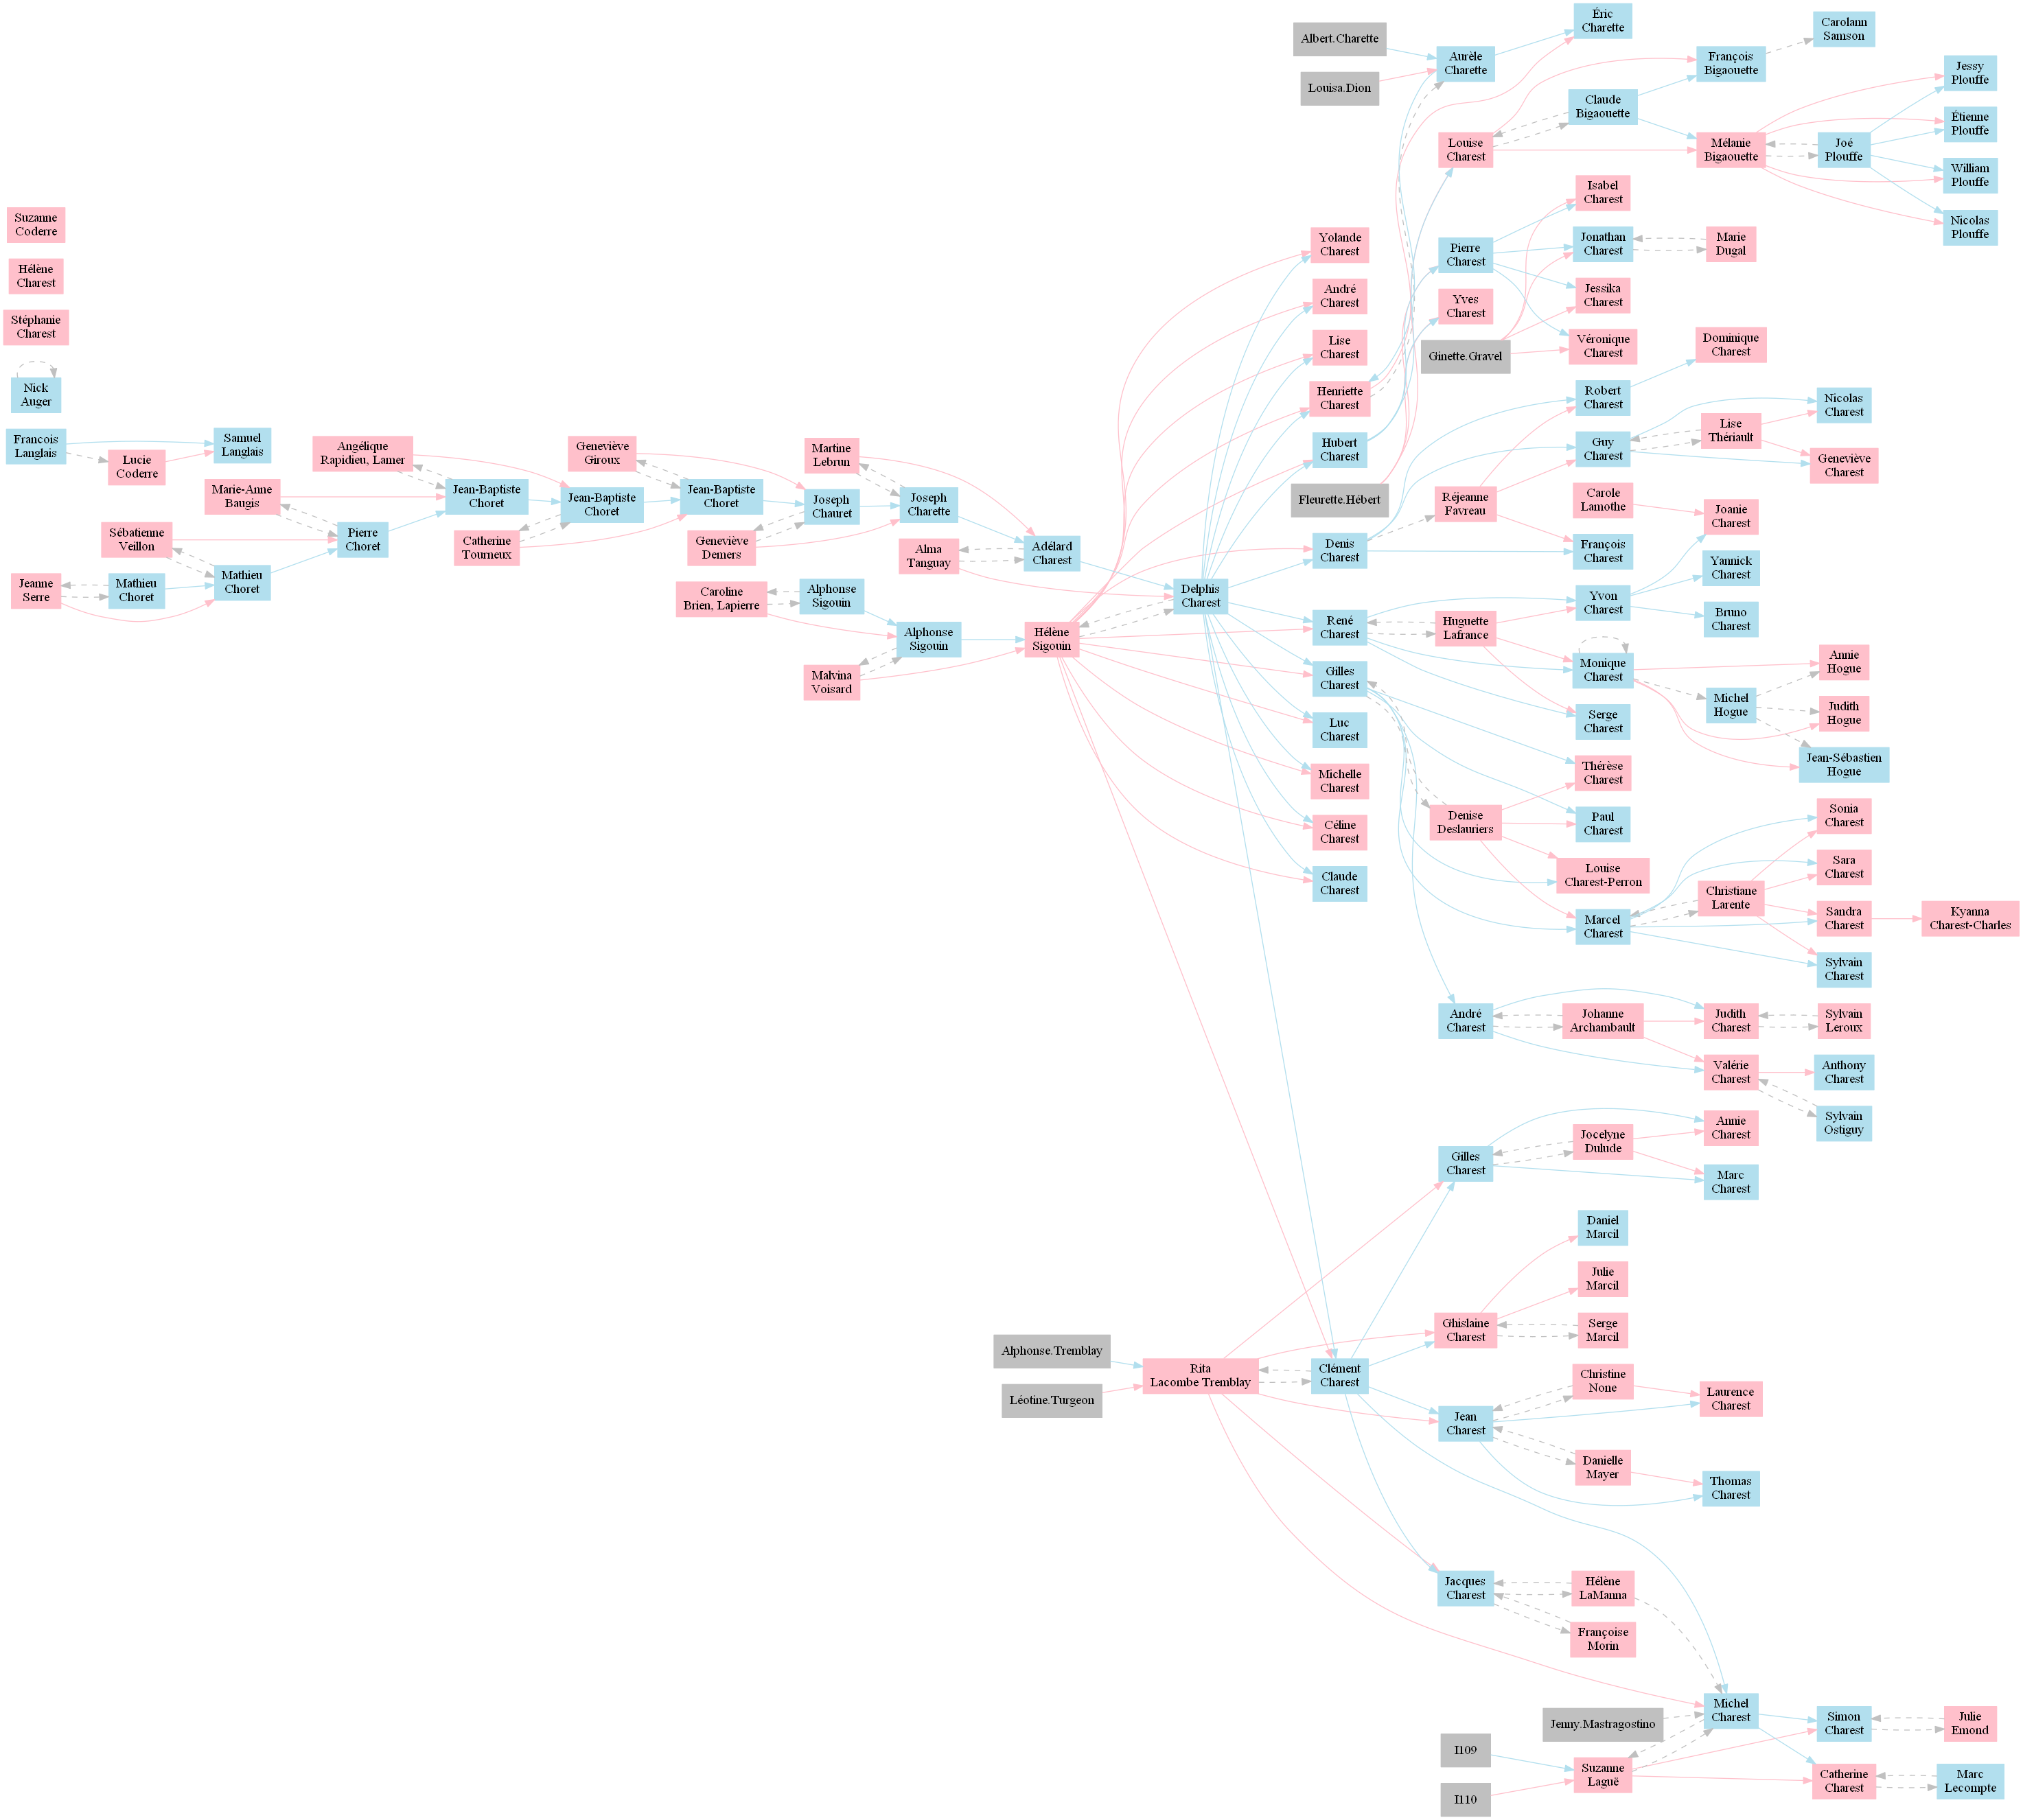 Suzanne
Coderre
Hélène
Charest
Stéphanie
Charest
Nick
Auger
Francois
Langlais
Jeanne
Serre
Lucie
Coderre
Sébatienne
Veillon
Mathieu
Choret
Samuel
Langlais
Marie-Anne
Baugis
Mathieu
Choret
Angélique
Rapidieu, Lamer
Pierre
Choret
Jean-Baptiste
Choret
Catherine
Tourneux
Geneviève
Giroux
Jean-Baptiste
Choret
Jean-Baptiste
Choret
Geneviève
Demers
Caroline
Brien, Lapierre
Martine
Lebrun
Joseph
Chauret
Alphonse
Sigouin
Malvina
Voisard
Joseph
Charette
Alma
Tanguay
Alphonse
Sigouin
Adélard
Charest
Hélène
Sigouin
Alphonse.Tremblay
Léotine.Turgeon
Delphis
Charest
Rita
Lacombe Tremblay
Albert.Charette
Louisa.Dion
Yolande
Charest
André
Charest
Lise
Charest
Henriette
Charest
Hubert
Charest
Fleurette.Hébert
Denis
Charest
René
Charest
Gilles
Charest
Luc
Charest
Michelle
Charest
Céline
Charest
Claude
Charest
Clément
Charest
Aurèle
Charette
Louise
Charest
Pierre
Charest
Yves
Charest
Ginette.Gravel
Réjeanne
Favreau
Huguette
Lafrance
Denise
Deslauriers
André
Charest
Gilles
Charest
Ghislaine
Charest
Jean
Charest
Jacques
Charest
I109
I110
Éric
Charette
Claude
Bigaouette
Isabel
Charest
Jonathan
Charest
Jessika
Charest
Véronique
Charest
Robert
Charest
Guy
Charest
Carole
Lamothe
François
Charest
Yvon
Charest
Monique
Charest
Serge
Charest
Thérèse
Charest
Paul
Charest
Louise
Charest-Perron
Marcel
Charest
Johanne
Archambault
Jocelyne
Dulude
Daniel
Marcil
Julie
Marcil
Serge
Marcil
Christine
None
Danielle
Mayer
Hélène
LaManna
Françoise
Morin
Jenny.Mastragostino
Suzanne
Laguë
François
Bigaouette
Mélanie
Bigaouette
Marie
Dugal
Dominique
Charest
Lise
Thériault
Joanie
Charest
Yannick
Charest
Bruno
Charest
Michel
Hogue
Christiane
Larente
Judith
Charest
Valérie
Charest
Annie
Charest
Marc
Charest
Laurence
Charest
Thomas
Charest
Michel
Charest
Carolann
Samson
Joé
Plouffe
Nicolas
Charest
Geneviève
Charest
Annie
Hogue
Judith
Hogue
Jean-Sébastien
Hogue
Sonia
Charest
Sara
Charest
Sandra
Charest
Sylvain
Charest
Sylvain
Leroux
Anthony
Charest
Sylvain
Ostiguy
Simon
Charest
Catherine
Charest
Jessy
Plouffe
Étienne
Plouffe
William
Plouffe
Nicolas
Plouffe
Kyanna
Charest-Charles
Julie
Emond
Marc
Lecompte